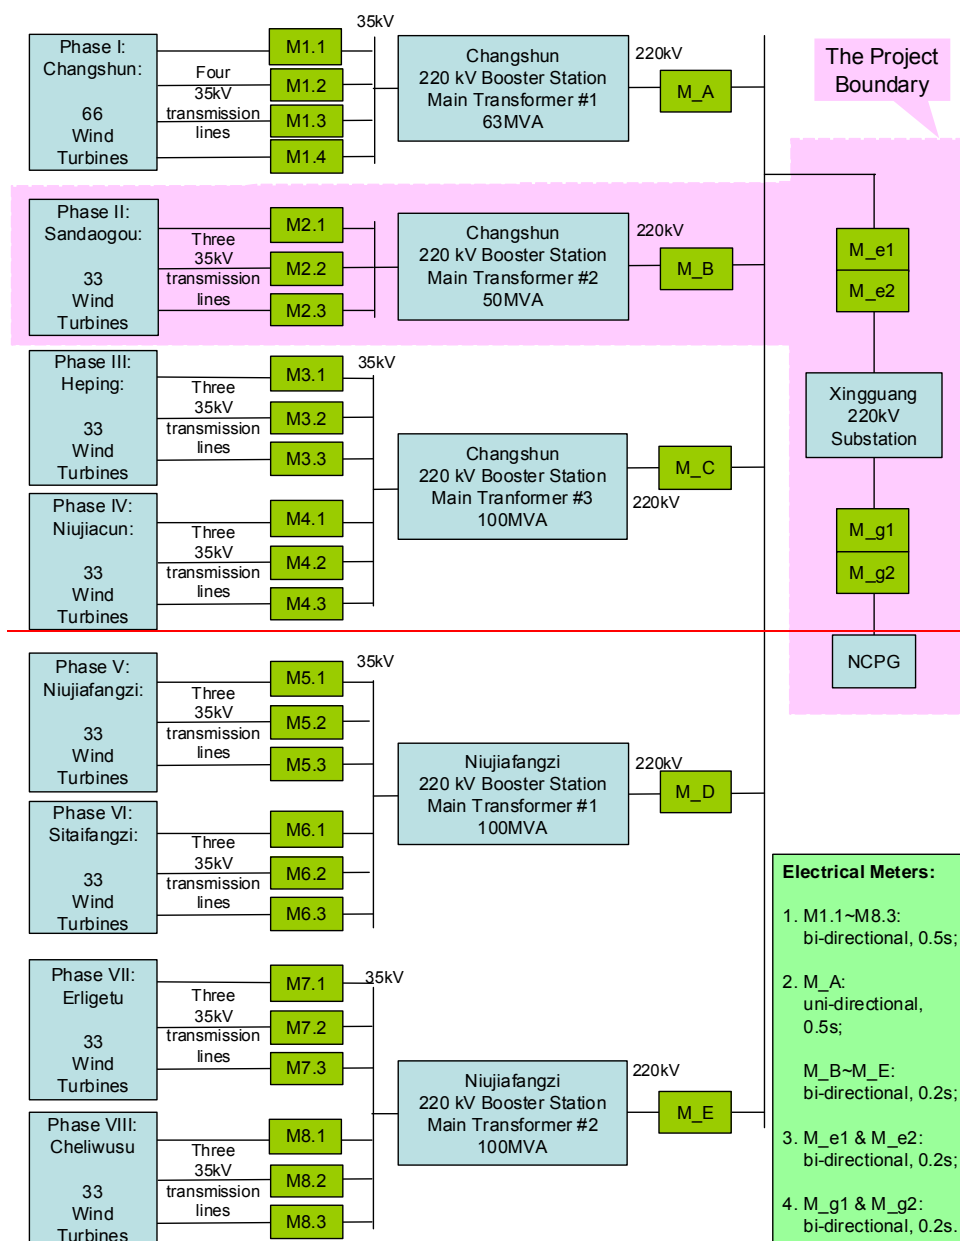 35kV
Phase I:
Changshun:
66
Wind
Turbines
Four
35kV
transmission
lines
M1.1
M1.2
M1.3
M1.4
Changshun
220 kV Booster Station
Main Transformer #1
63MVA
220kV
M_A
The Project
Boundary
Phase II:
Sandaogou:
33
Wind
Turbines
Three
35kV
transmission
lines
M2.1
M2.2
M2.3
Changshun
220 kV Booster Station
Main Transformer #2
50MVA
220kV
M_B
M_e1
M_e2
Phase III:
Heping:
33
Wind
Turbines
Three
35kV
transmission
lines
M3.1
M3.2
M3.3
35kV
Changshun
220 kV Booster Station
Main Tranformer #3
100MVA
M_C
220kV
Xingguang
220kV
Substation
Phase IV:
Niujiacun:
33
Wind
Turbines
Three
35kV
transmission
lines
M4.1
M4.2
M4.3
M_g1
M_g2
NCPG
Phase V:
Niujiafangzi:
33
Wind
Turbines
Three
35kV
transmission
lines
M5.1
M5.2
M5.3
35kV
Niujiafangzi
220 kV Booster Station
Main Transformer #1
100MVA
220kV
M_D
Phase VI:
Sitaifangzi:
33
Wind
Turbines
Three
35kV
transmission
lines
M6.1
M6.2
M6.3
Phase VII:
Erligetu
33
Wind
Turbines
Three
35kV
transmission
lines
M7.1
M7.2
M7.3
35kV
Niujiafangzi
220 kV Booster Station
Main Transformer #2
100MVA
220kV
M_E
Phase VIII:
Cheliwusu
33
Wind
Turbines
Three
35kV
transmission
lines
M8.1
M8.2
M8.3
Electrical Meters:
1. M1.1~M8.3:
bi-directional, 0.5s;
2. M_A:
uni-directional,
0.5s;
M_B~M_E:
bi-directional, 0.2s;
3. M_e1 & M_e2:
bi-directional, 0.2s;
4. M_g1 & M_g2:
bi-directional, 0.2s.